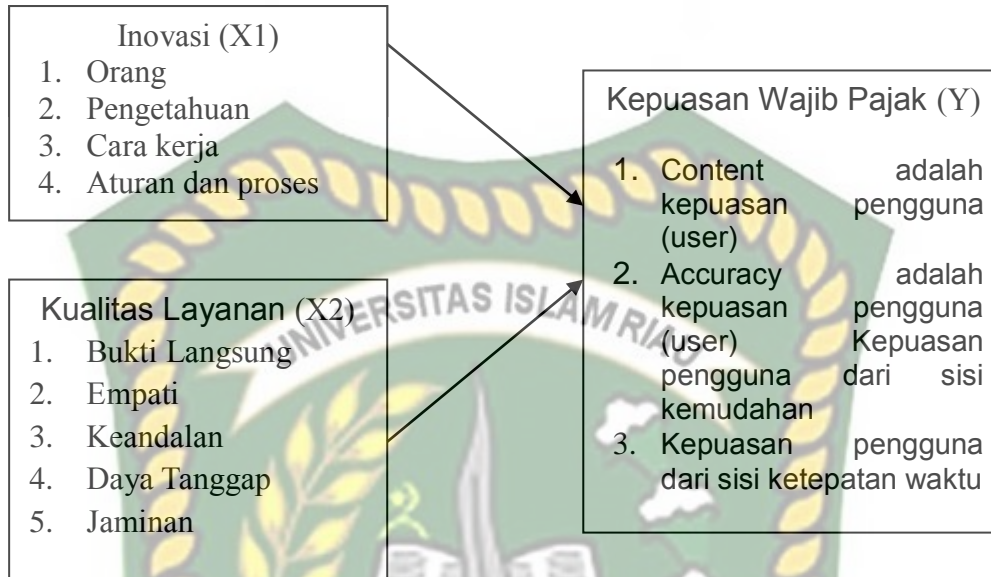 Inovasi (X1)
1. Orang
2. Pengetahuan
3. Cara kerja
4. Aturan dan proses
Kualitas Layanan (X2)
1. Bukti Langsung
2. Empati
3. Keandalan
4. Daya Tanggap
5. Jaminan
Kepuasan Wajib Pajak (Y)
1. Content adalah
kepuasan pengguna
(user)
2. Accuracy adalah
kepuasan pengguna
(user) Kepuasan
pengguna dari sisi
kemudahan
3. Kepuasan pengguna
dari sisi ketepatan waktu
UNIVERSITAS ISLAM RIAU